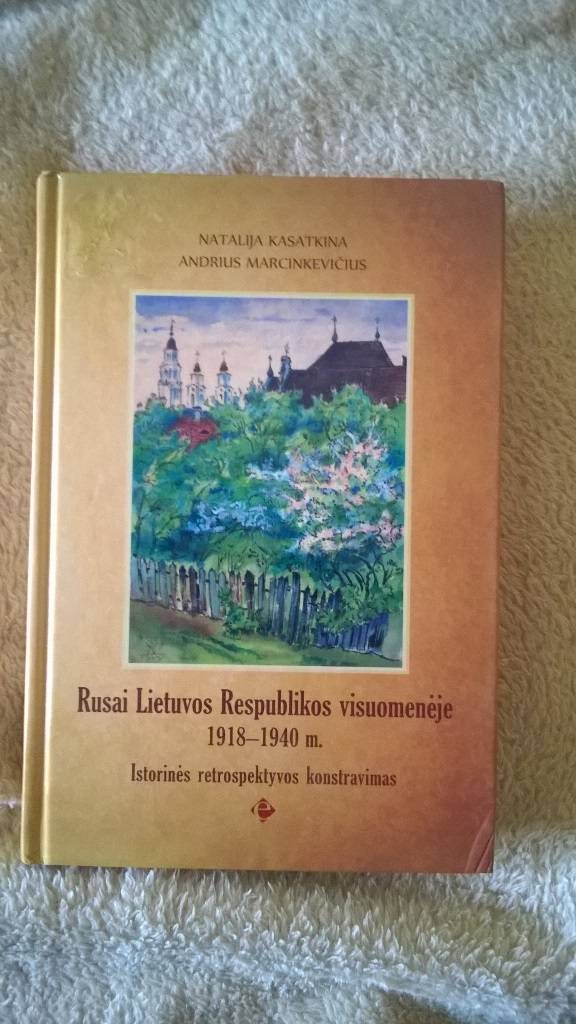 NATALIJA KASATKINA
ANDRIUS MARCINKEVIČIUS
Rusai Lietuvos Respublikos visuomenėje
1918–1940 m.
Istorinės retrospektyvos konstravimas
e